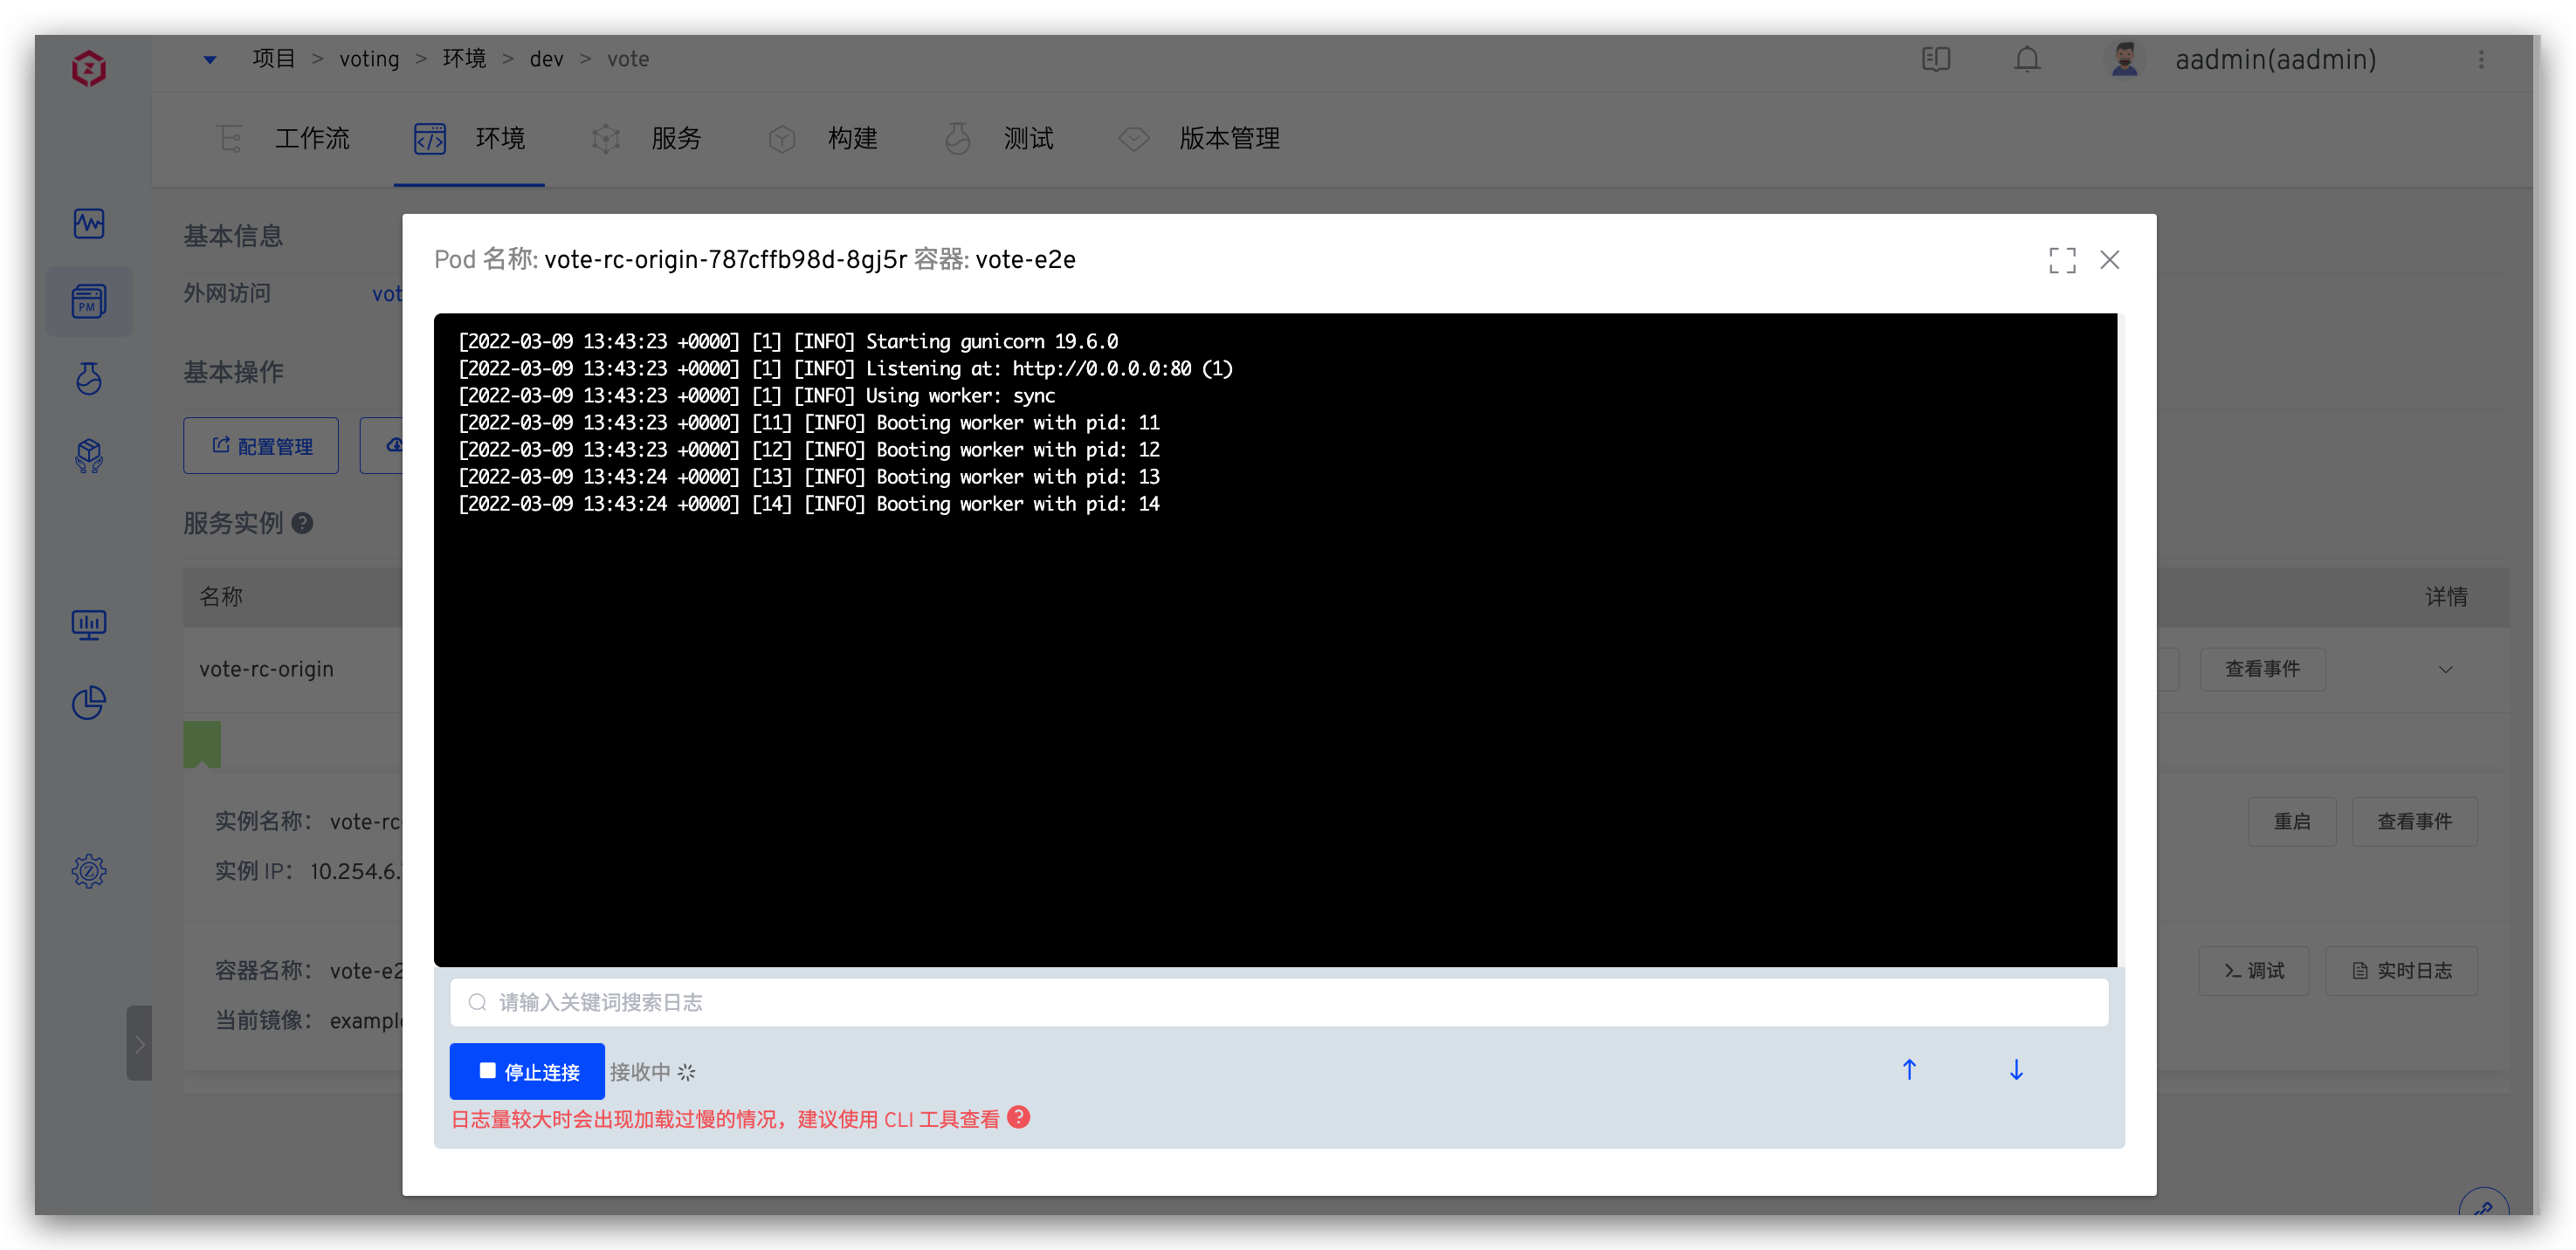 项目 > voting > 环境 > dev > vote
aadmin(aadmin)
工作流 环境 服务 构建 测试 版本管理
PM
基本信息
外网访问 vot
基本操作
配置管理
服务实例 ?
名称 详情
vote-rc-origin 查看事件
实例名称: vote-rc
重启 查看事件
实例 IP: 10.254.6.
容器名称: vote-e2
调试 实时日志
当前镜像: example
Pod 名称: vote-rc-origin-787cffb98d-8gj5r 容器: vote-e2e
[2022-03-09 13:43:23 +0000] [1] [INFO] Starting gunicorn 19.6.0
[2022-03-09 13:43:23 +0000] [1] [INFO] Listening at: http://0.0.0.0:80 (1)
[2022-03-09 13:43:23 +0000] [1] [INFO] Using worker: sync
[2022-03-09 13:43:23 +0000] [11] [INFO] Booting worker with pid: 11
[2022-03-09 13:43:23 +0000] [12] [INFO] Booting worker with pid: 12
[2022-03-09 13:43:24 +0000] [13] [INFO] Booting worker with pid: 13
[2022-03-09 13:43:24 +0000] [14] [INFO] Booting worker with pid: 14
请输入关键词搜索日志
停止连接 接收中
日志量较大时会出现加载过慢的情况，建议使用 CLI 工具查看 ?